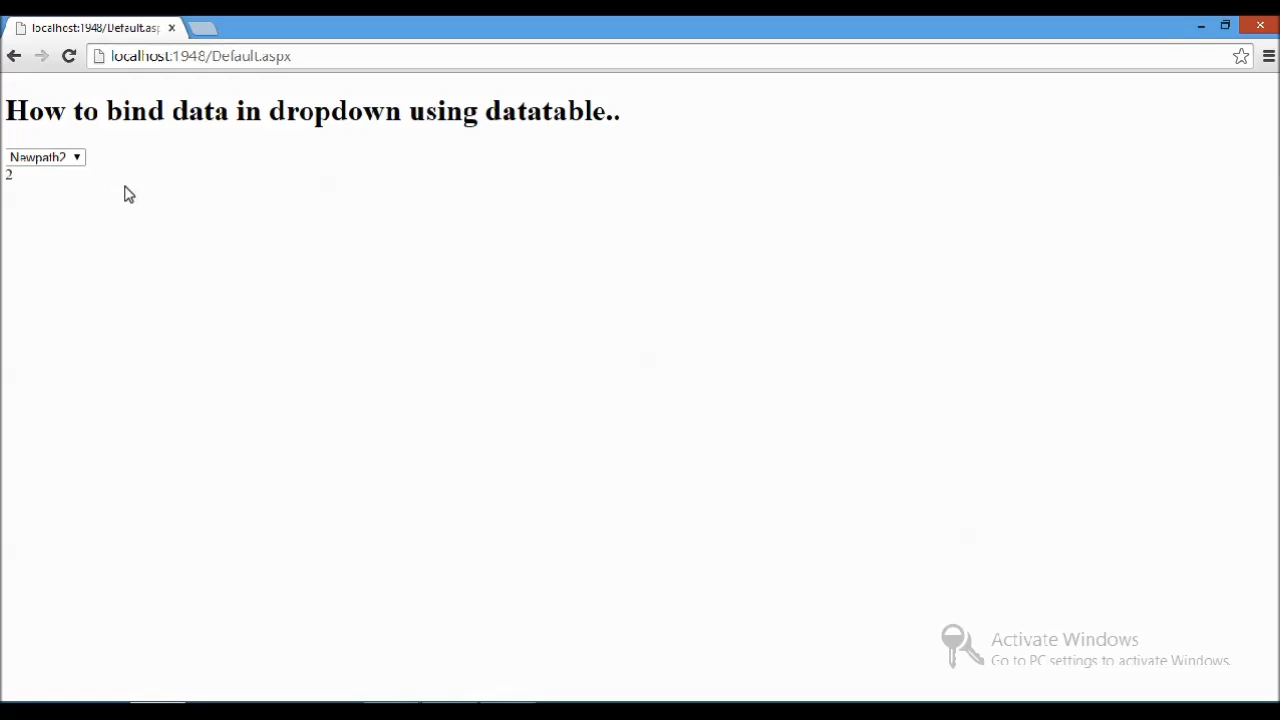 localhost:1948/Default.asp
localhost:1948/Default.aspx
How to bind data in dropdown using datatable..
Newpath2
2
Activate Windows
Go to PC settings to activate Windows.